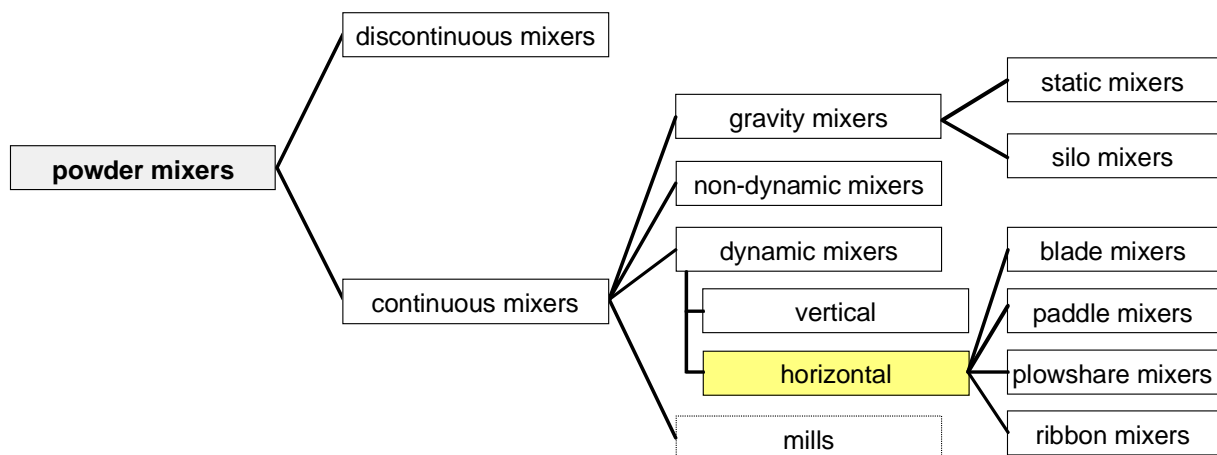 discontinuous mixers
static mixers
gravity mixers
powder mixers
silo mixers
non-dynamic mixers
dynamic mixers
blade mixers
continuous mixers
vertical
paddle mixers
horizontal
plowshare mixers
mills
ribbon mixers